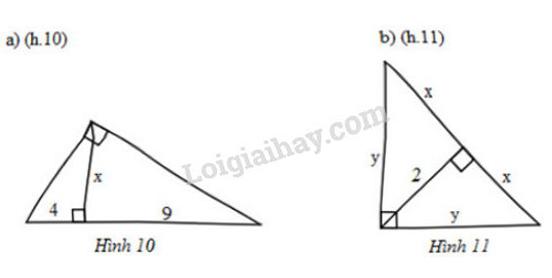 a) (h.10)
b) (h.11)
x
4
9
Hình 10
x
y
2
x
y
Hình 11
Loigiaihay.com